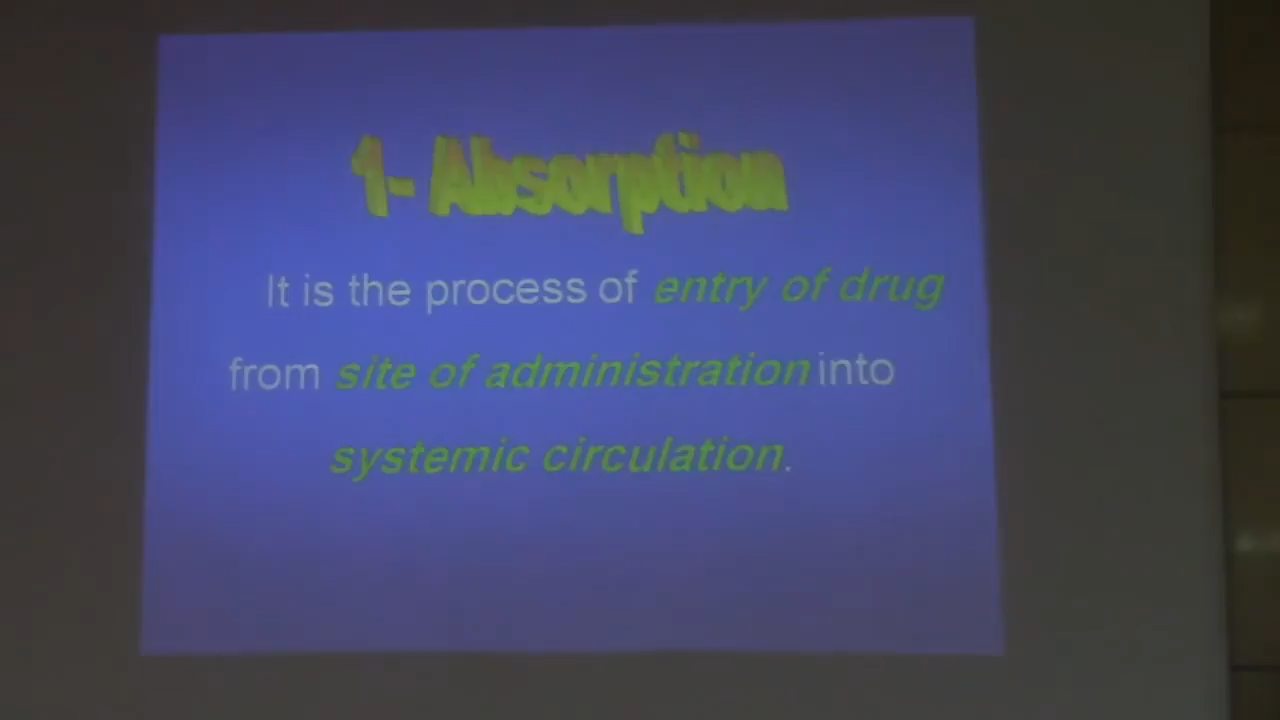 1- Absorption
It is the process of entry of drug
from site of administration into
systemic circulation.